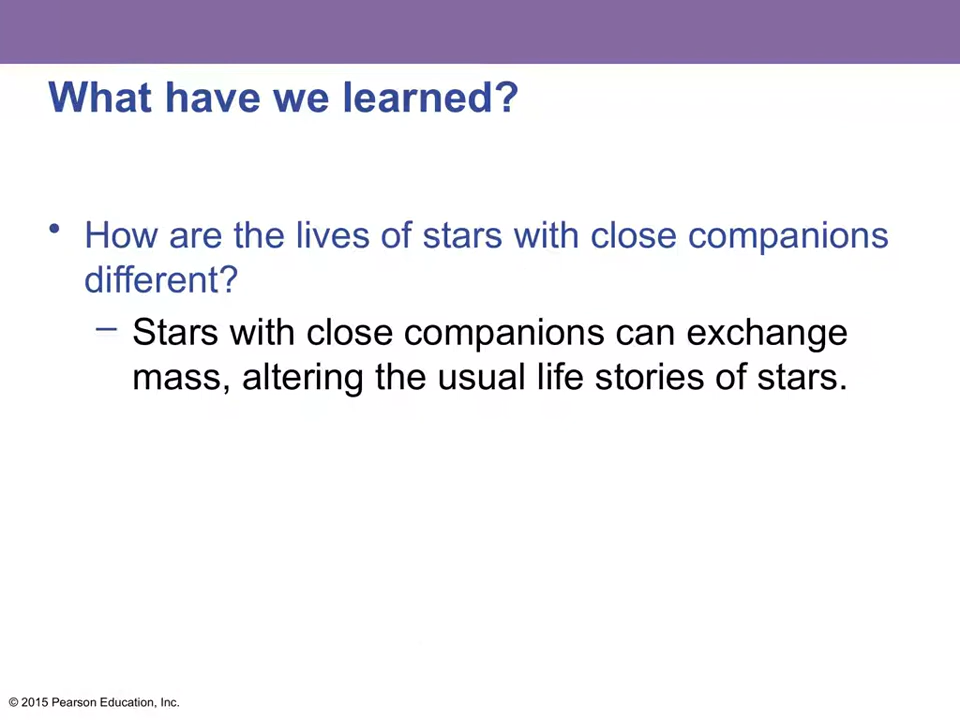 What have we learned?
• How are the lives of stars with close companions
different?
– Stars with close companions can exchange
mass, altering the usual life stories of stars.
© 2015 Pearson Education, Inc.